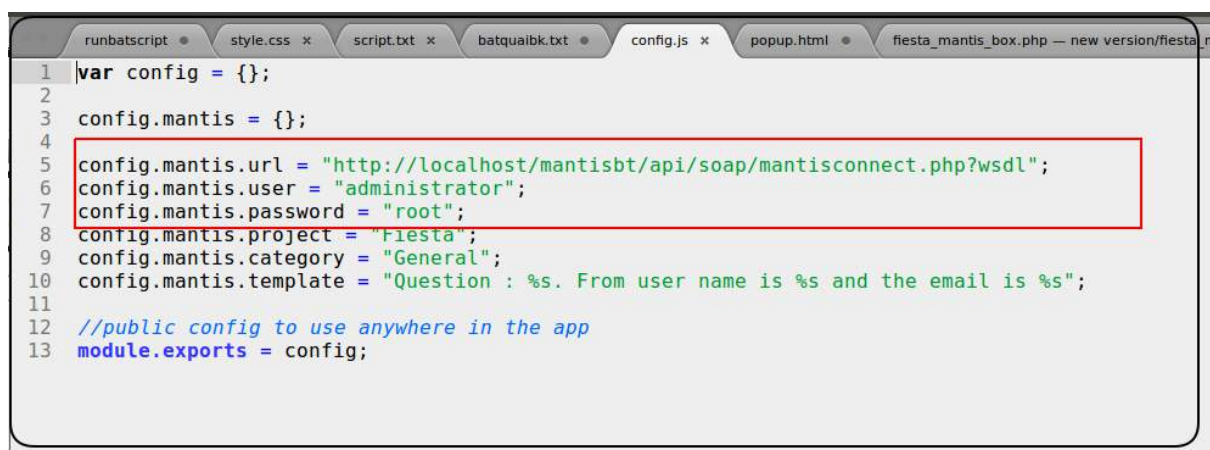 runbatscript style.css x script.txt x batquaibk.txt config.js x popup.html fiesta_mantis_box.php — new version/fiesta_
1 var config = {};
2
3 config.mantis = {};
4
5 config.mantis.url = "http://localhost/mantisbt/api/soap/mantisconnect.php?wsdl";
6 config.mantis.user = "administrator";
7 config.mantis.password = "root";
8 config.mantis.project = "Fiesta";
9 config.mantis.category = "General";
10 config.mantis.template = "Question : %s. From user name is %s and the email is %s";
11
12 //public config to use anywhere in the app
13 module.exports = config;